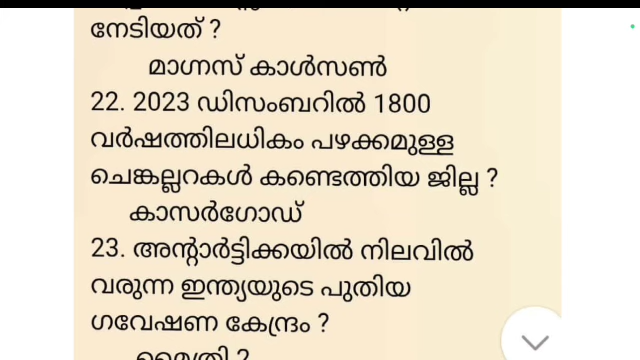 നേടിയത് ?
മാഗ്നസ് കാൾസൺ
22. 2023 ഡിസംബറിൽ 1800
വർഷത്തിലധികം പഴക്കമുള്ള
ചെങ്കല്ലറകൾ കണ്ടെത്തിയ ജില്ല ?
കാസർഗോഡ്
23. അന്റാർട്ടിക്കയിൽ നിലവിൽ
വരുന്ന ഇന്ത്യയുടെ പുതിയ
ഗവേഷണ കേന്ദ്രം ?
മൈത്രി 2